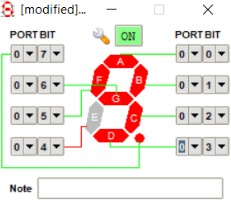 [modified]...
PORT BIT ON PORT BIT
0 7 A 0 0
F B
0 6 G 0 1
0 5 E C 0 2
0 4 D 0 3
Note